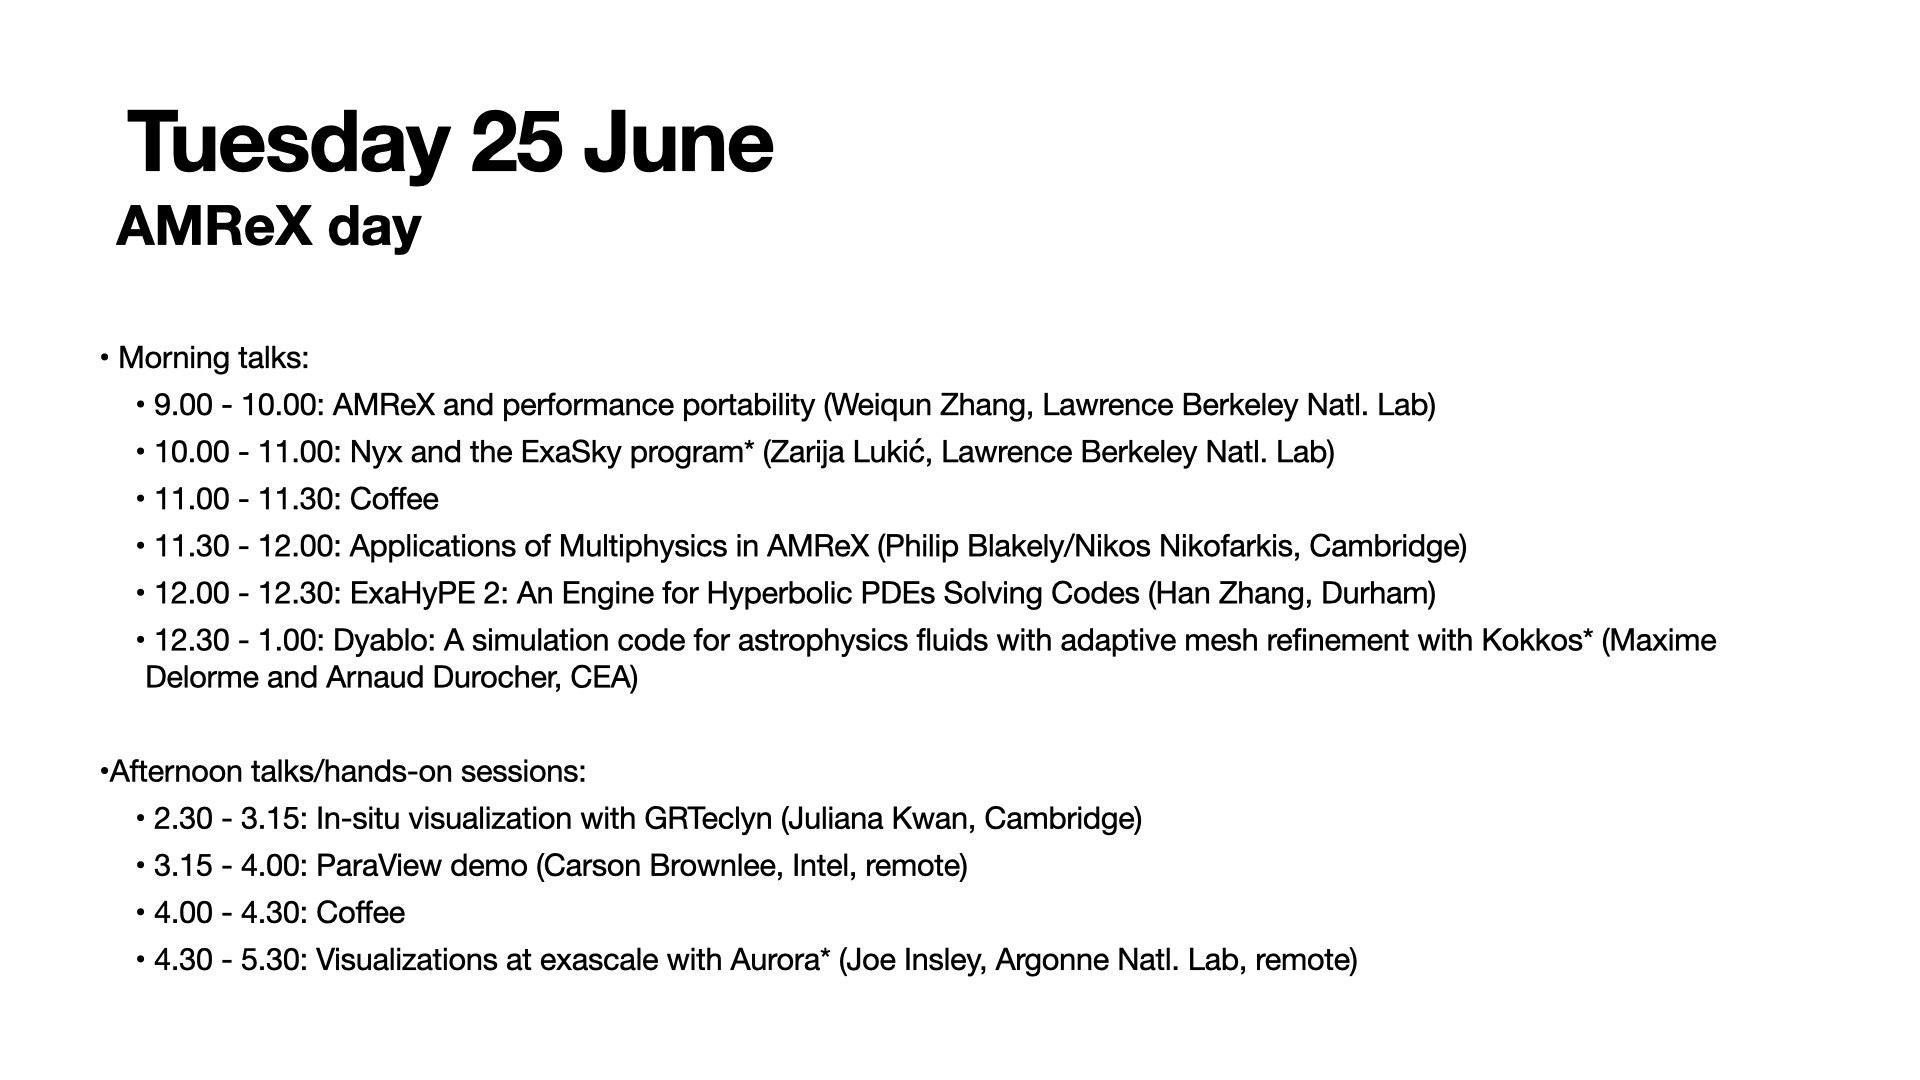 Tuesday 25 June
AMReX day
• Morning talks:
• 9.00 - 10.00: AMReX and performance portability (Weiqun Zhang, Lawrence Berkeley Natl. Lab)
• 10.00 - 11.00: Nyx and the ExaSky program* (Zarija Lukić, Lawrence Berkeley Natl. Lab)
• 11.00 - 11.30: Coffee
• 11.30 - 12.00: Applications of Multiphysics in AMReX (Philip Blakely/Nikos Nikofarkis, Cambridge)
• 12.00 - 12.30: ExaHyPE 2: An Engine for Hyperbolic PDEs Solving Codes (Han Zhang, Durham)
• 12.30 - 1.00: Dyablo: A simulation code for astrophysics fluids with adaptive mesh refinement with Kokkos* (Maxime
Delorme and Arnaud Durocher, CEA)
•Afternoon talks/hands-on sessions:
• 2.30 - 3.15: In-situ visualization with GRTeclyn (Juliana Kwan, Cambridge)
• 3.15 - 4.00: ParaView demo (Carson Brownlee, Intel, remote)
• 4.00 - 4.30: Coffee
• 4.30 - 5.30: Visualizations at exascale with Aurora* (Joe Insley, Argonne Natl. Lab, remote)